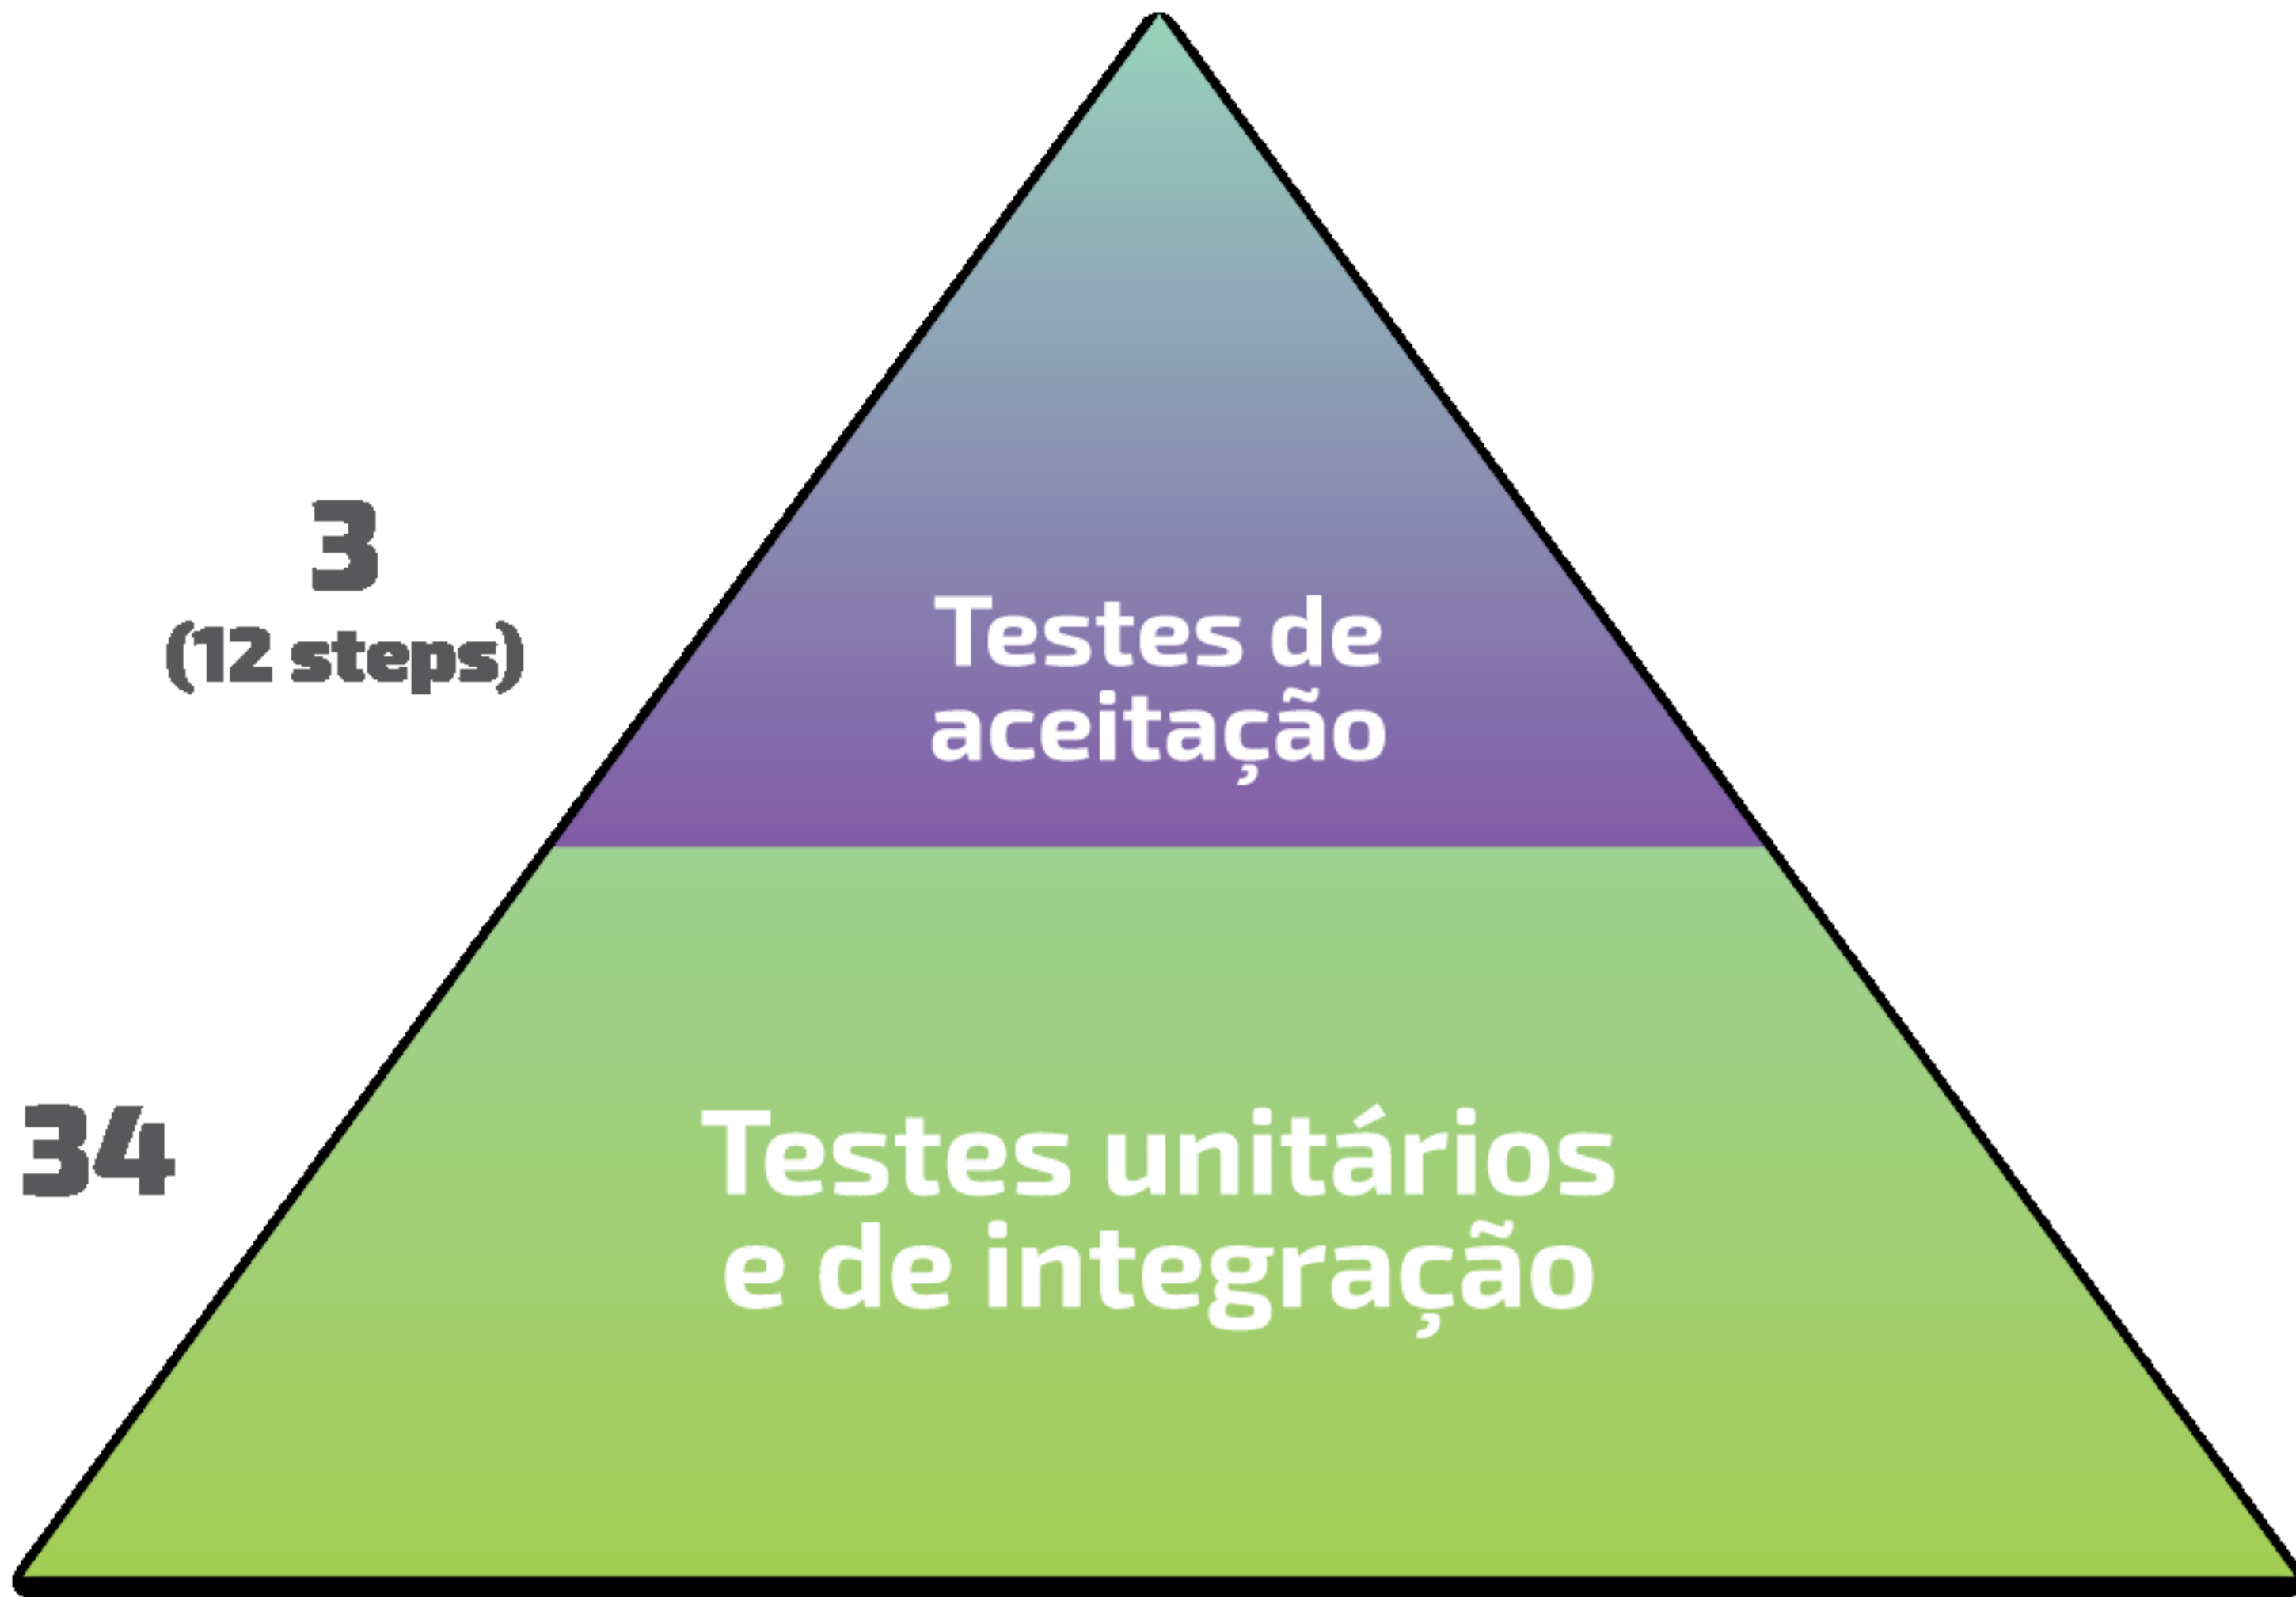 3
(12 steps)
Testes de
aceitação
34
Testes unitários
e de integração